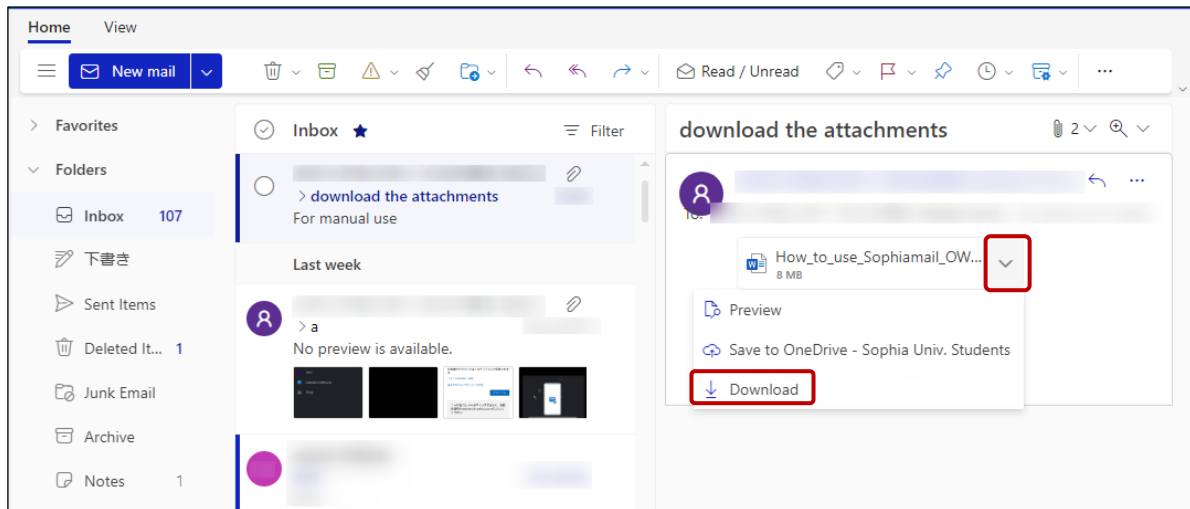 Home View
New mail
Read / Unread
Favorites
Folders
Inbox 107
下書き
Sent Items
Deleted It... 1
Junk Email
Archive
Notes 1
Inbox
Filter
download the attachments
For manual use
Last week
a
No preview is available.
download the attachments
2
To:
How_to_use_Sophiamail_OW...
8 MB
Preview
Save to OneDrive - Sophia Univ. Students
Download